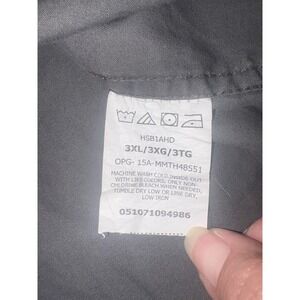 HSB1AHD
3XL/3XG/3TG
OPG- 15A-MMTH48S51
MACHINE WASH COLD INSIDE OUT
WITH LIKE COLORS, ONLY NON-
CHLORINE BLEACH WHEN NEEDED
TUMBLE DRY LOW OR LINE DRY,
LOW IRON
051071094986